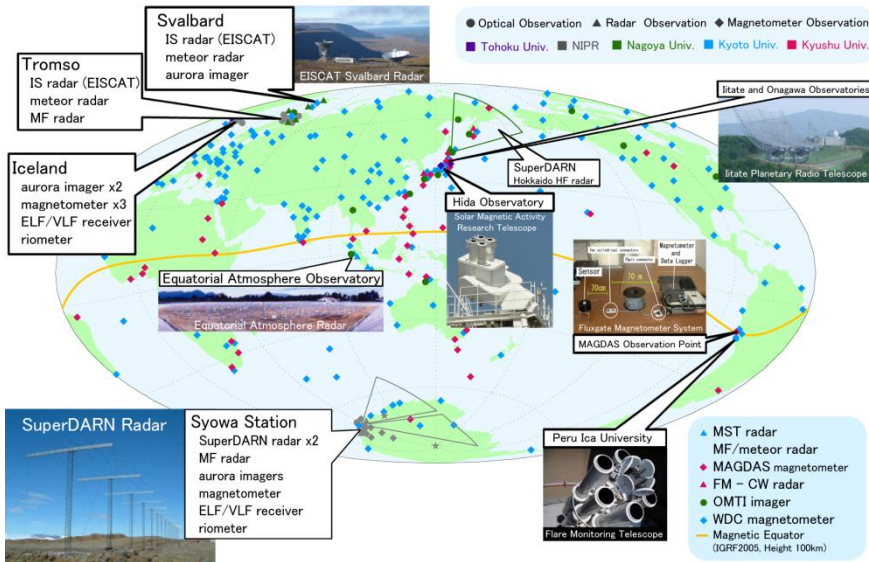 Svalbard
IS radar (EISCAT)
meteor radar
aurora imager
EISCAT Svalbard Radar
Optical Observation
Radar Observation
Magnetometer Observation
Tohoku Univ.
NIPR
Nagoya Univ.
Kyoto Univ.
Kyushu Univ.
Tromso
IS radar (EISCAT)
meteor radar
MF radar
Iitate and Onagawa Observatories
Iitate Planetary Radio Telescope
Iceland
aurora imager x2
magnetometer x3
ELF/VLF receiver
riometer
SuperDARN
Hokkaido HF radar
Hida Observatory
Solar Magnetic Activity
Research Telescope
Equatorial Atmosphere Observatory
Equatorial Atmosphere Radar
Magnetometer
and
Data Logger
Sensor
70 m
70cm
Fluxgate Magnetometer System
MAGDAS Observation Point
SuperDARN Radar
Syowa Station
SuperDARN radar x2
MF radar
aurora imagers
magnetometer
ELF/VLF receiver
riometer
Peru Ica University
Flare Monitoring Telescope
MST radar
MF/meteor radar
MAGDAS magnetometer
FM - CW radar
OMTI imager
WDC magnetometer
Magnetic Equator
(IGRF2005, Height 100km)